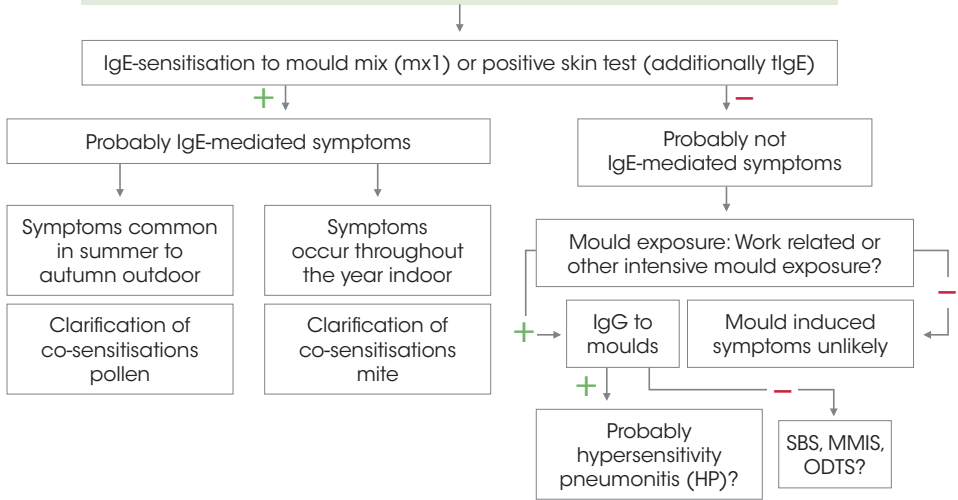 IgE-sensitisation to mould mix (mx1) or positive skin test (additionally tIgE)
+
−
Probably IgE-mediated symptoms
Probably not
IgE-mediated symptoms
Symptoms common
in summer to
autumn outdoor
Symptoms
occur throughout
the year indoor
Mould exposure: Work related or
other intensive mould exposure?
Clarification of
co-sensitisations
pollen
Clarification of
co-sensitisations
mite
+
IgG to
moulds
Mould induced
symptoms unlikely
−
+
−
Probably
hypersensitivity
pneumonitis (HP)?
SBS, MMIS,
ODTS?